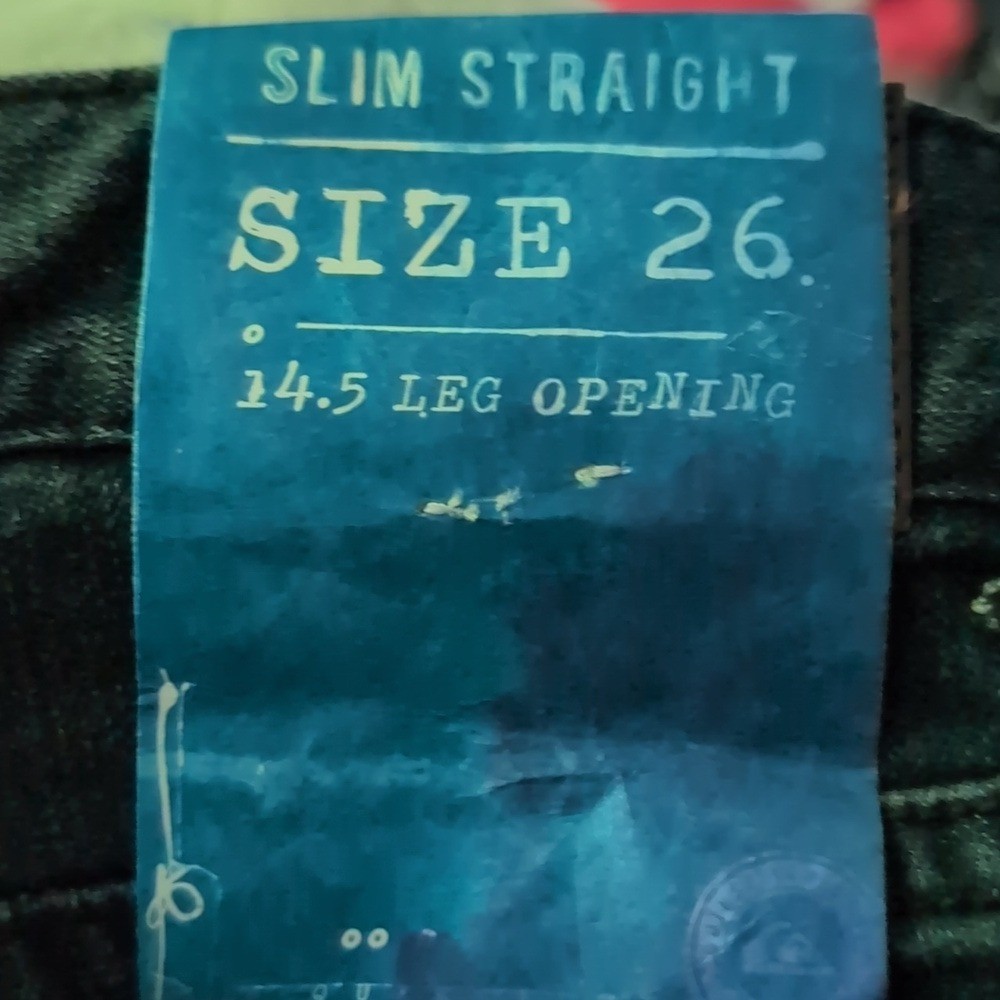 SLIM STRAIGHT
SIZE 26.
14.5 LEG OPENING